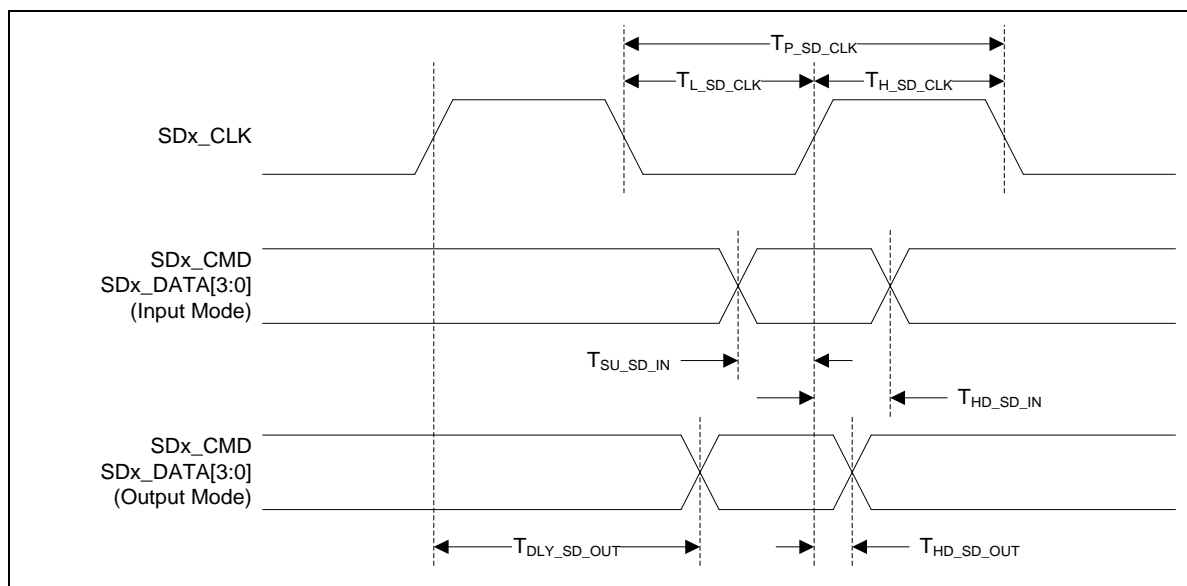 T_P_SD_CLK
T_L_SD_CLK
T_H_SD_CLK
SDx_CLK
SDx_CMD
SDx_DATA[3:0]
(Input Mode)
T_SU_SD_IN
T_HD_SD_IN
SDx_CMD
SDx_DATA[3:0]
(Output Mode)
T_DLY_SD_OUT
T_HD_SD_OUT